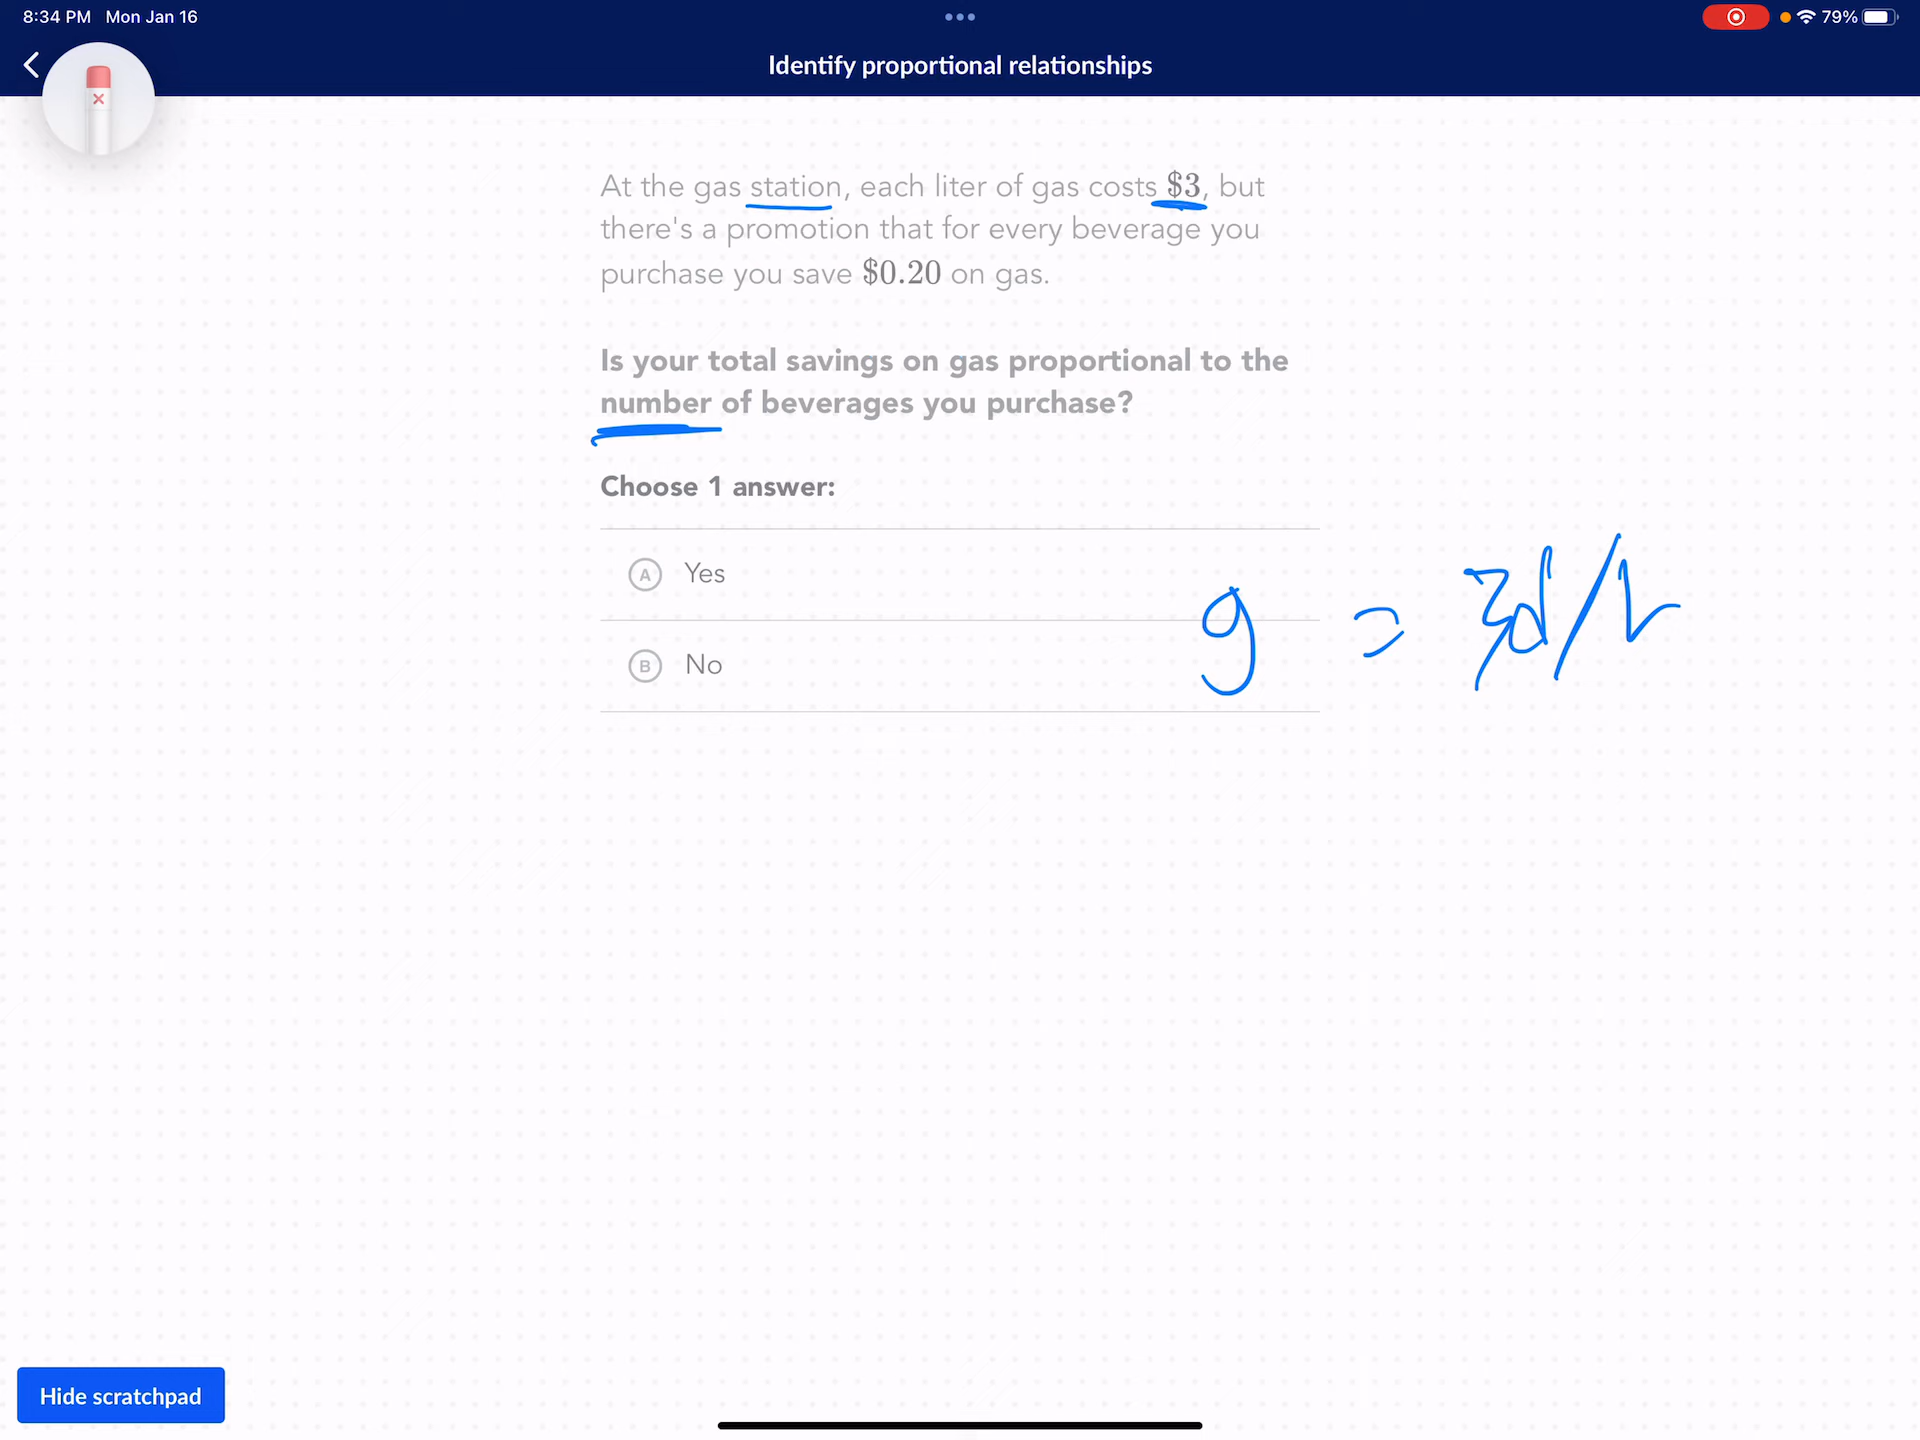 8:34 PM Mon Jan 16
79%
Identify proportional relationships
At the gas station, each liter of gas costs $3, but
there's a promotion that for every beverage you
purchase you save $0.20 on gas.
Is your total savings on gas proportional to the
number of beverages you purchase?
Choose 1 answer:
A Yes
B No
g = 3d/
Hide scratchpad